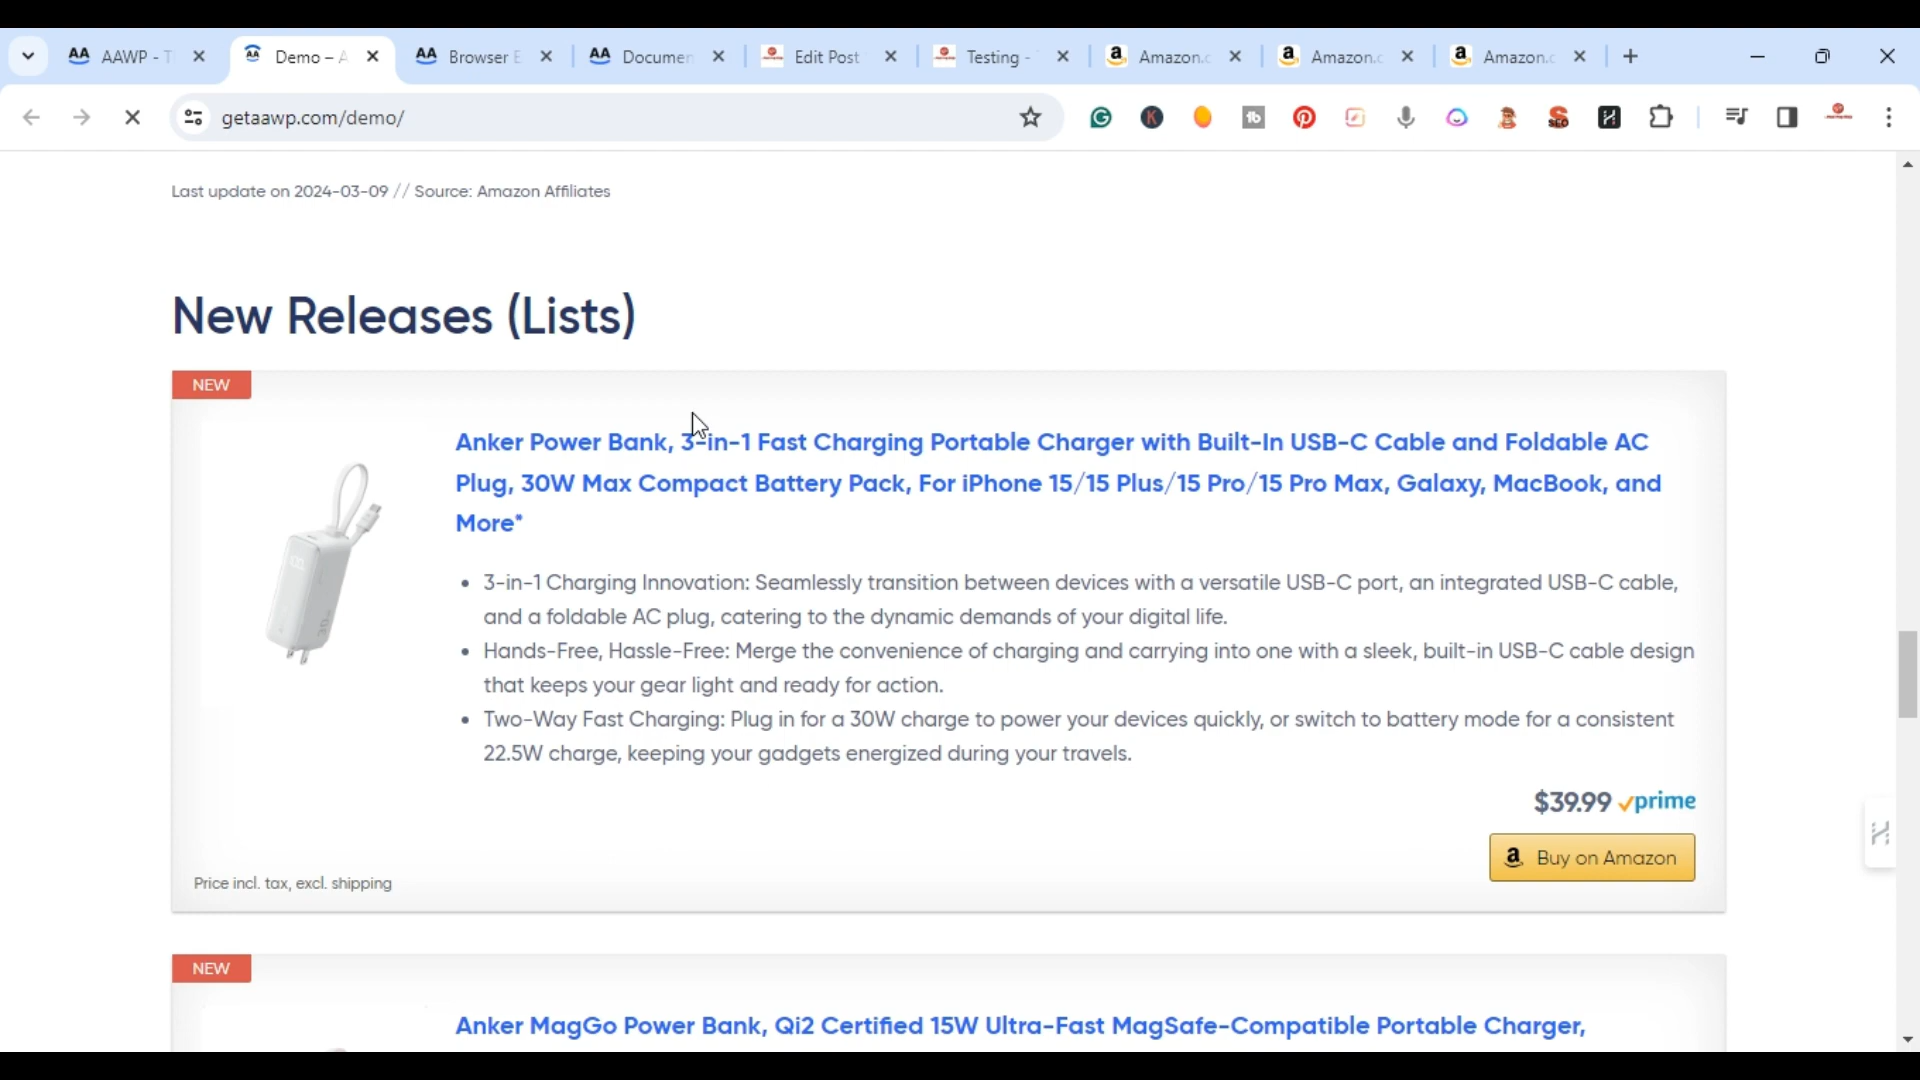 AAWP - T
Demo – A
Browser E
Documen
Edit Post
Testing -
Amazon.c
Amazon.c
Amazon.c
getaawp.com/demo/
Last update on 2024-03-09 // Source: Amazon Affiliates
New Releases (Lists)
NEW
Anker Power Bank, 3-in-1 Fast Charging Portable Charger with Built-In USB-C Cable and Foldable AC
Plug, 30W Max Compact Battery Pack, For iPhone 15/15 Plus/15 Pro/15 Pro Max, Galaxy, MacBook, and
More*
• 3-in-1 Charging Innovation: Seamlessly transition between devices with a versatile USB-C port, an integrated USB-C cable,
and a foldable AC plug, catering to the dynamic demands of your digital life.
• Hands-Free, Hassle-Free: Merge the convenience of charging and carrying into one with a sleek, built-in USB-C cable design
that keeps your gear light and ready for action.
• Two-Way Fast Charging: Plug in for a 30W charge to power your devices quickly, or switch to battery mode for a consistent
22.5W charge, keeping your gadgets energized during your travels.
$39.99 prime
Buy on Amazon
Price incl. tax, excl. shipping
NEW
Anker MagGo Power Bank, Qi2 Certified 15W Ultra-Fast MagSafe-Compatible Portable Charger,